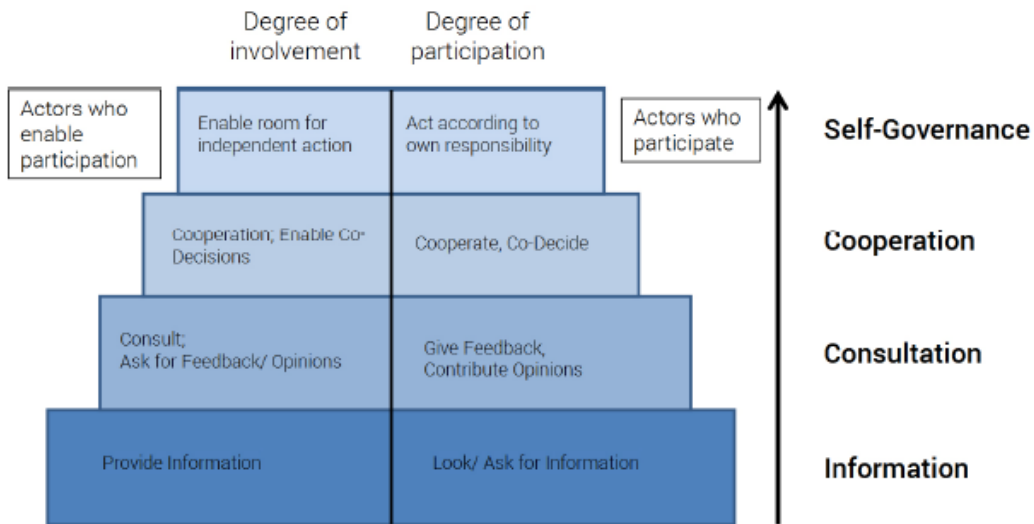 Degree of
involvement
Degree of
participation
Actors who
enable
participation
Enable room for
independent action
Act according to
own responsibility
Actors who
participate
Self-Governance
Cooperation; Enable Co-
Decisions
Cooperate, Co-Decide
Cooperation
Consult;
Ask for Feedback/ Opinions
Give Feedback,
Contribute Opinions
Consultation
Provide Information
Look/ Ask for Information
Information